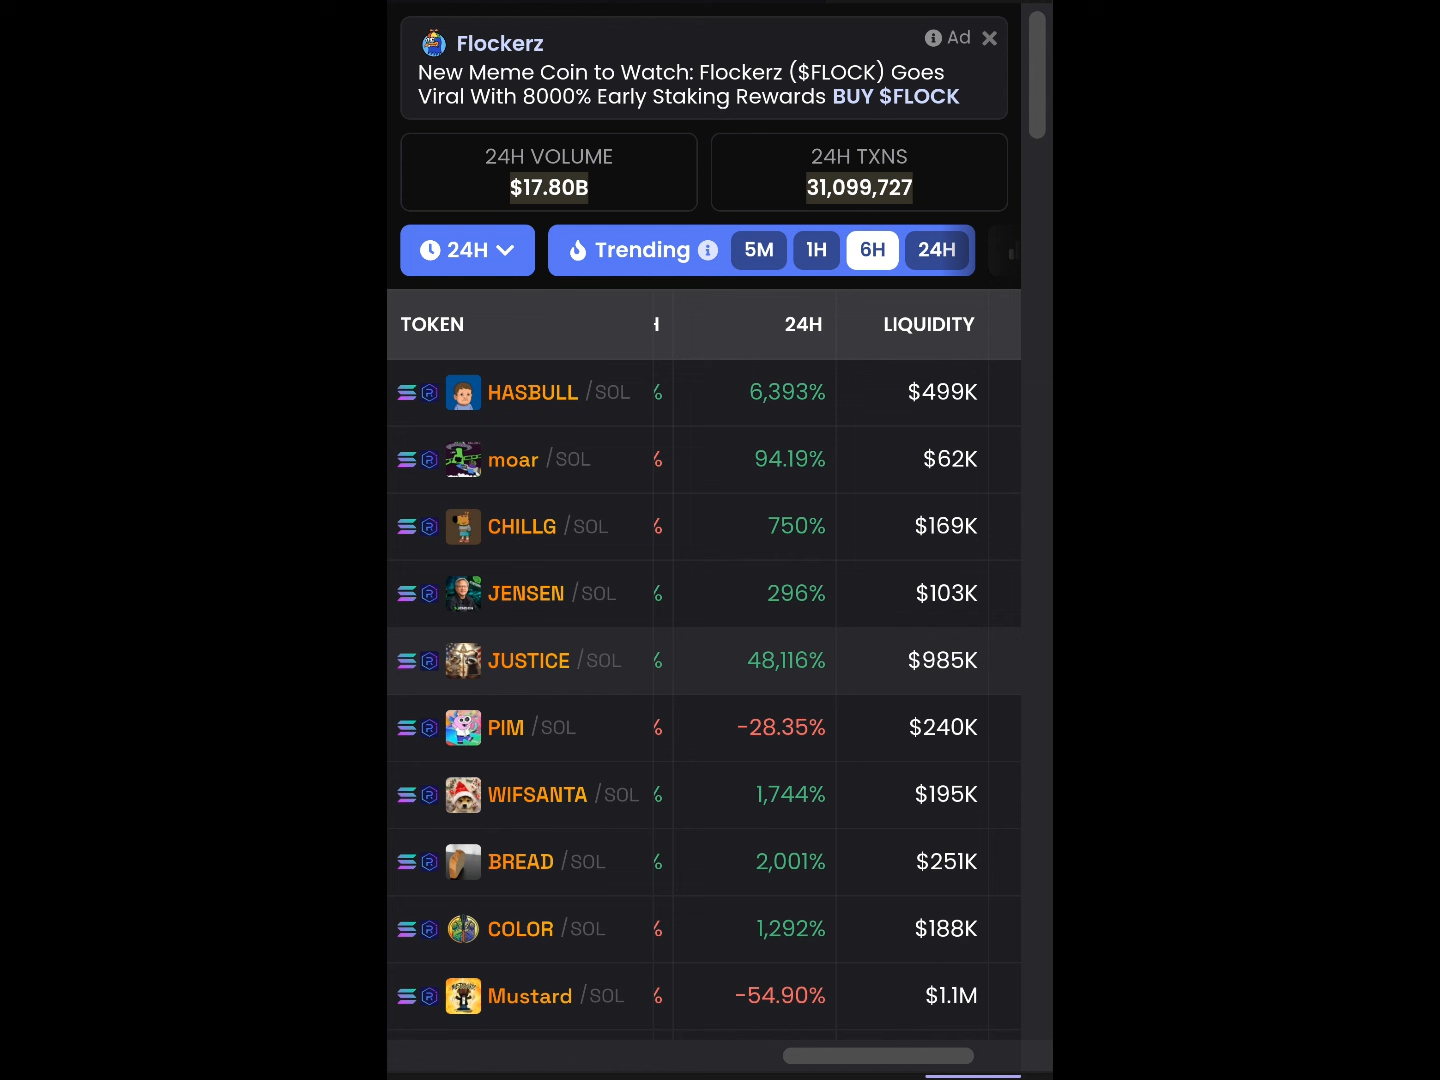 Flockerz
Ad
New Meme Coin to Watch: Flockerz ($FLOCK) Goes
Viral With 8000% Early Staking Rewards BUY $FLOCK
24H VOLUME
$17.80B
24H TXNS
31,099,727
24H
Trending
5M
1H
6H
24H
TOKEN
24H
LIQUIDITY
HASBULL /SOL
6,393%
$499K
moar /SOL
94.19%
$62K
CHILLG /SOL
750%
$169K
JENSEN /SOL
296%
$103K
JUSTICE /SOL
48,116%
$985K
PIM /SOL
-28.35%
$240K
WIFSANTA /SOL
1,744%
$195K
BREAD /SOL
2,001%
$251K
COLOR /SOL
1,292%
$188K
Mustard /SOL
-54.90%
$1.1M